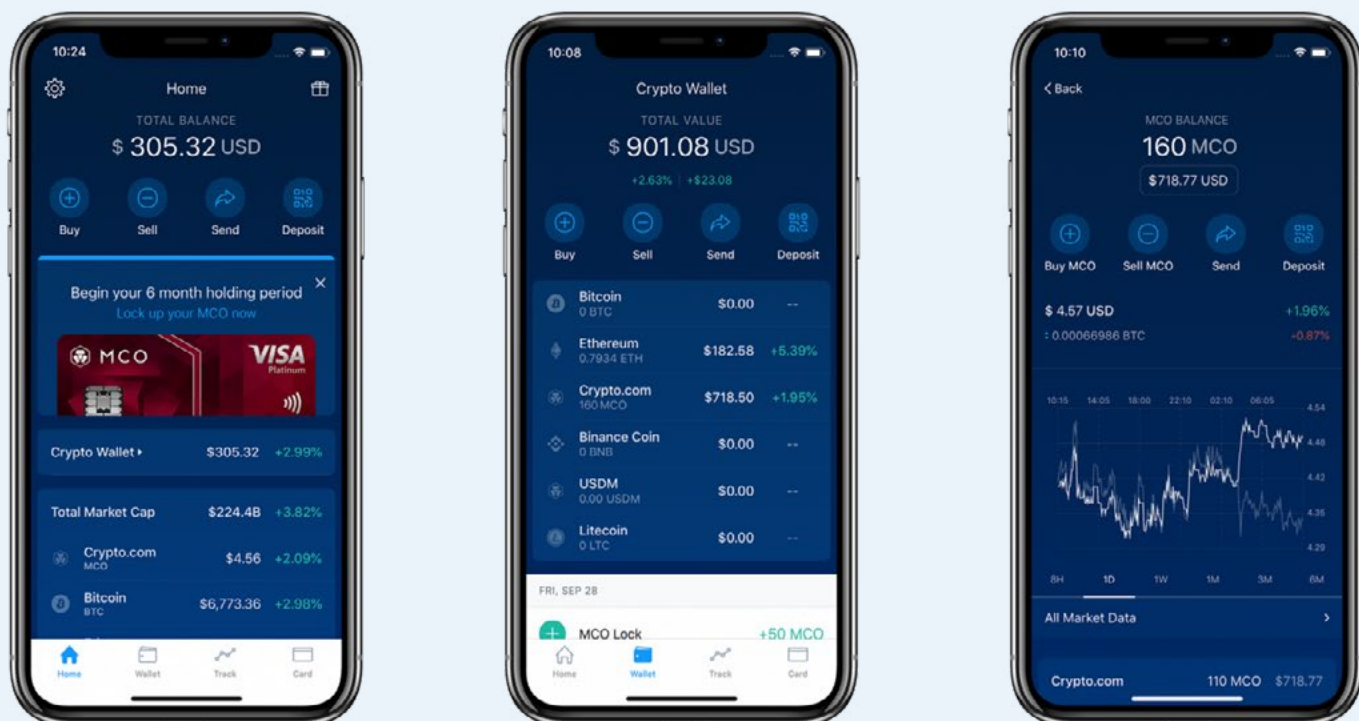 10:24
Home
TOTAL BALANCE
$ 305.32 USD
Buy Sell Send Deposit
Begin your 6 month holding period
Lock up your MCO now
MCO VISA
Platinum
Crypto Wallet $305.32 +2.99%
Total Market Cap $224.4B +3.82%
Crypto.com $4.56 +2.09%
MCO
Bitcoin $6,773.36 +2.98%
BTC
Home Wallet Track Card
10:08
Crypto Wallet
TOTAL VALUE
$ 901.08 USD
+2.63% +$23.08
Buy Sell Send Deposit
Bitcoin $0.00 --
0 BTC
Ethereum $182.58 +5.39%
0.7934 ETH
Crypto.com $718.50 +1.95%
160 MCO
Binance Coin $0.00 --
0 BNB
USDM $0.00 --
0.00 USDM
Litecoin $0.00 --
0 LTC
FRI, SEP 28
MCO Lock +50 MCO
Home Wallet Track Card
10:10
Back
MCO BALANCE
160 MCO
$718.77 USD
Buy MCO Sell MCO Send Deposit
$ 4.57 USD +1.96%
: 0.00066986 BTC -0.87%
10:15 14:05 18:00 22:10 02:10 06:05
4.54
4.48
4.42
4.35
4.29
8H 1D 1W 1M 3M 6M
All Market Data
Crypto.com 110 MCO $718.77